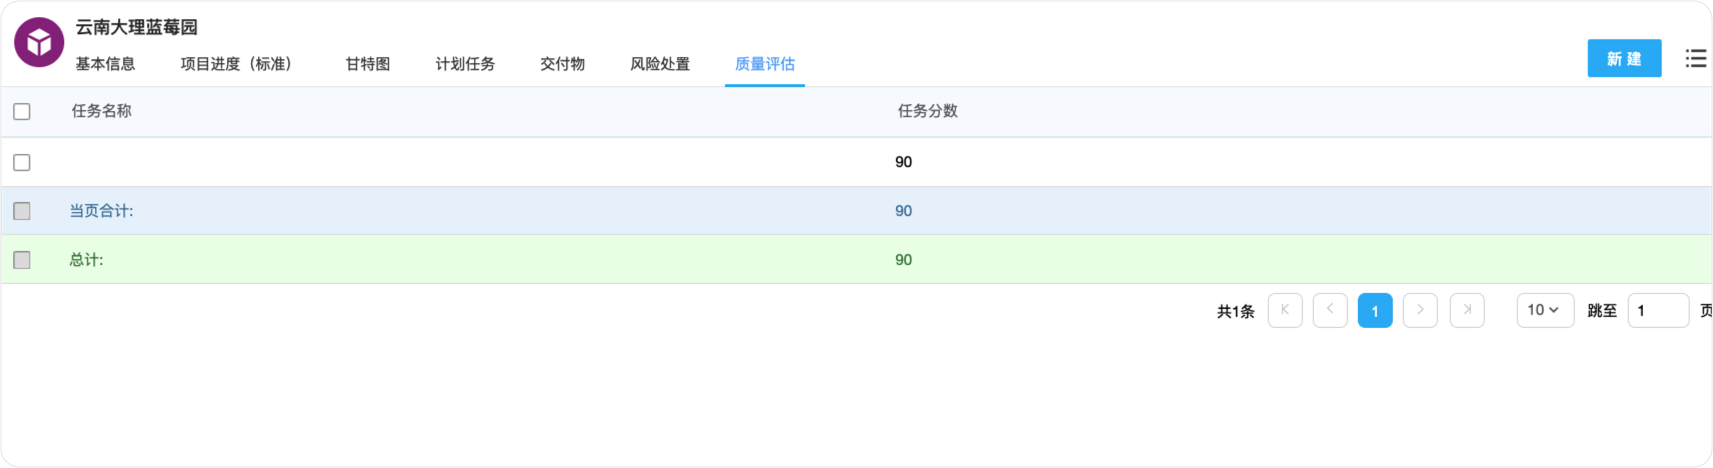 云南大理蓝莓园
基本信息 项目进度（标准） 甘特图 计划任务 交付物 风险处置 质量评估
新 建
任务名称 任务分数
90
当页合计: 90
总计: 90
共1条 1 10 跳至 1 页